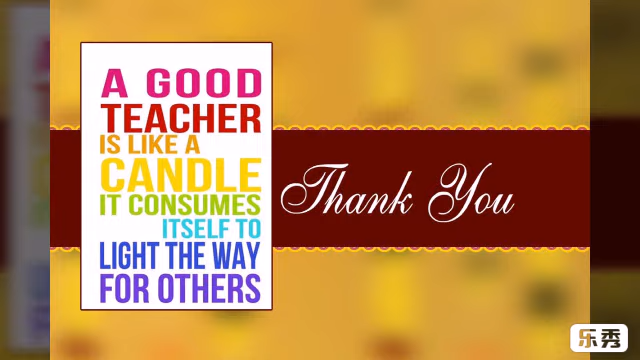 A GOOD
TEACHER
IS LIKE A
CANDLE
IT CONSUMES
ITSELF TO
LIGHT THE WAY
FOR OTHERS
Thank You
乐秀